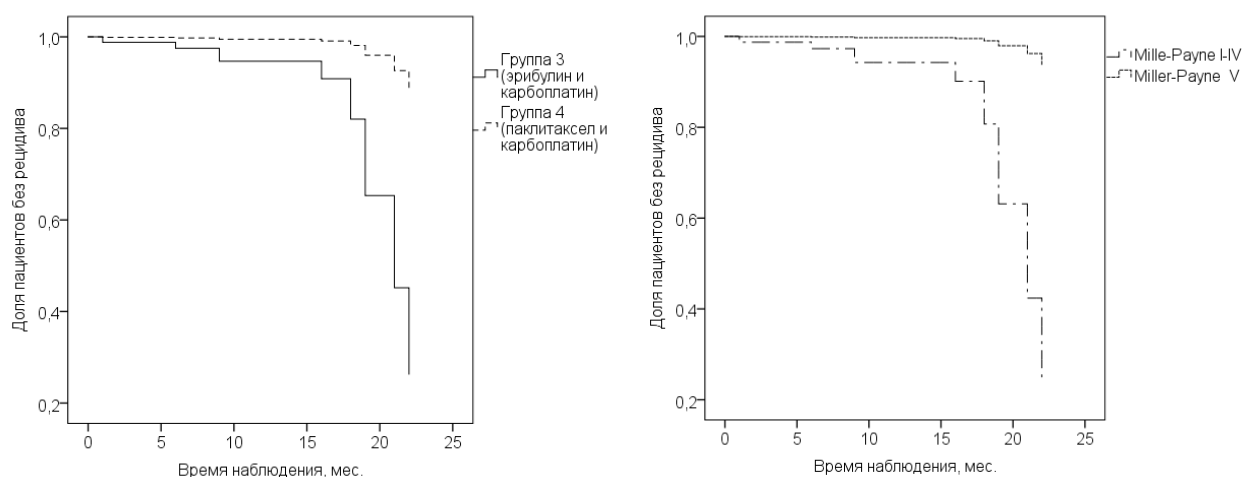 1,0
0,8
0,6
0,4
0,2
Доля пациентов без рецидива
0 5 10 15 20 25
Время наблюдения, мес.
Группа 3
(эрибулин и
карбоплатин)
Группа 4
(паклитаксел и
карбоплатин)
1,0
0,8
0,6
0,4
0,2
Доля пациентов без рецидива
0 5 10 15 20 25
Время наблюдения, мес.
Mille-Payne I-IV
Miller-Payne V